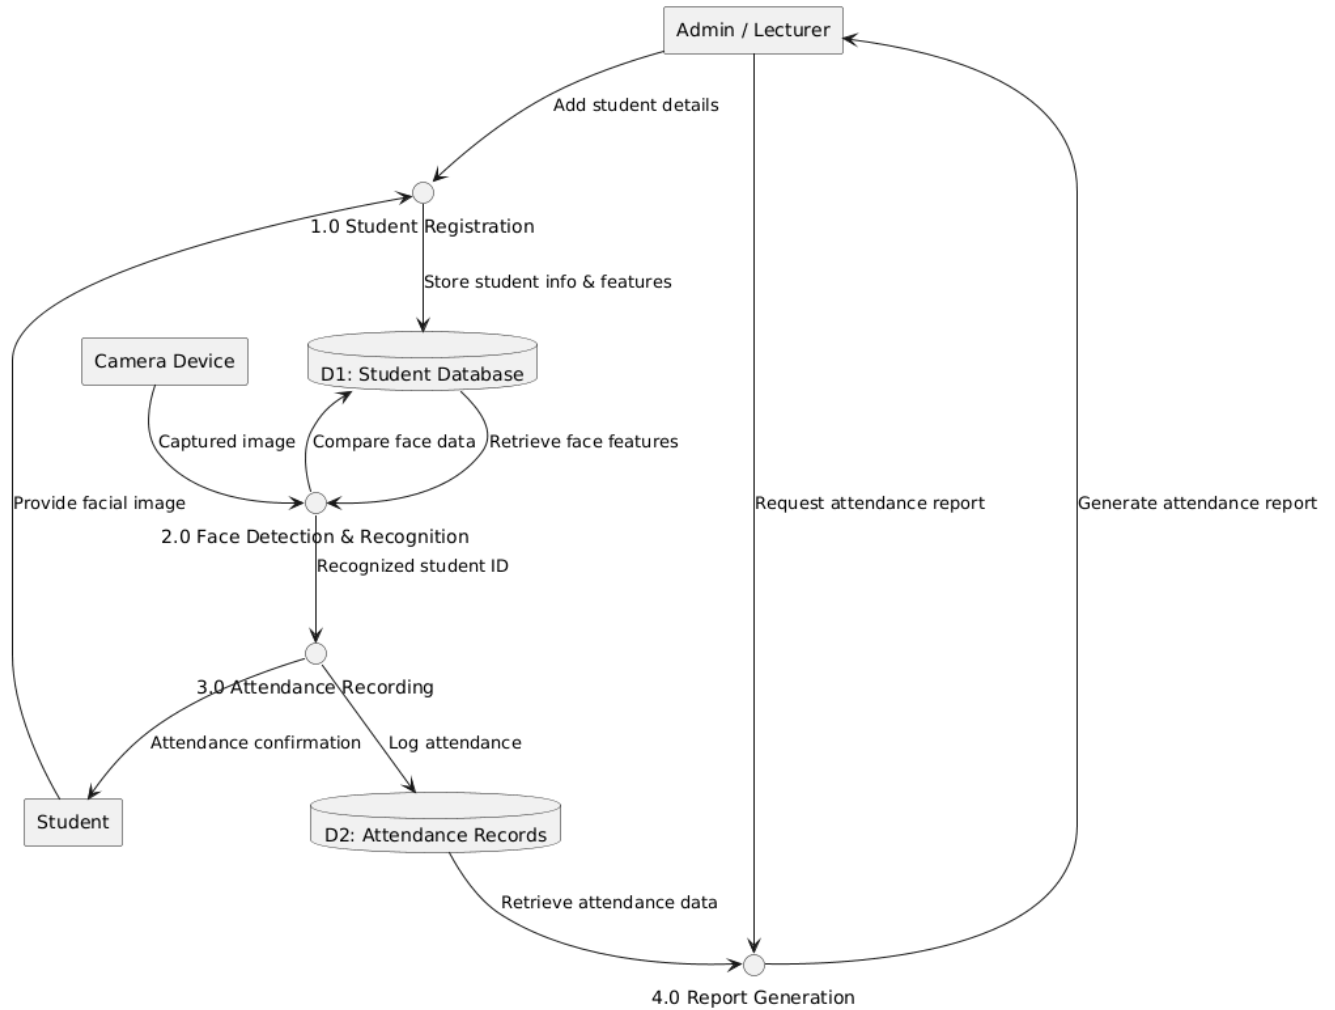 Admin / Lecturer
Add student details
1.0 Student Registration
Store student info & features
Camera Device
D1: Student Database
Captured image
Compare face data
Retrieve face features
Provide facial image
Request attendance report
Generate attendance report
2.0 Face Detection & Recognition
Recognized student ID
3.0 Attendance Recording
Attendance confirmation
Log attendance
Student
D2: Attendance Records
Retrieve attendance data
4.0 Report Generation